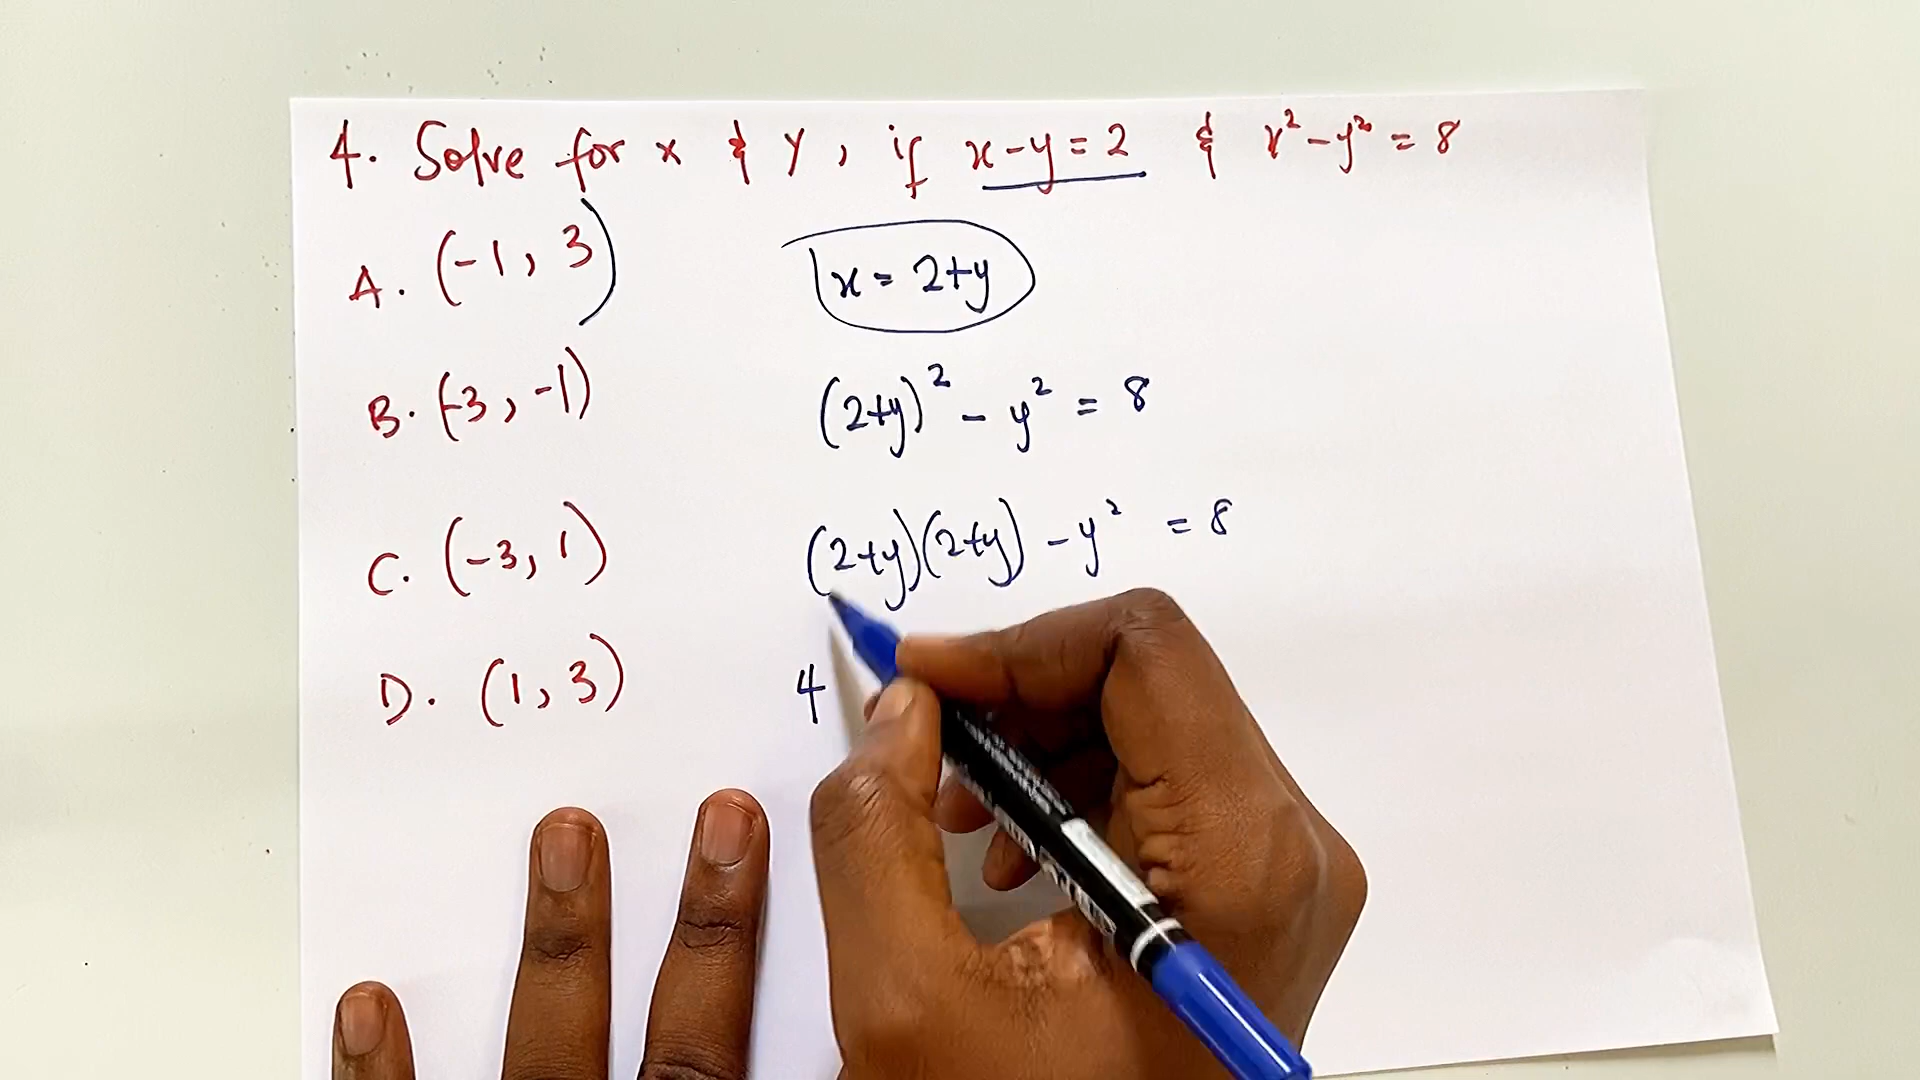 4. Solve for x & y, if x-y=2 & x²-y²=8
A. (-1, 3)
x = 2+y
B. (-3, -1)
(2+y)² - y² = 8
C. (-3, 1)
(2+y)(2+y) - y² = 8
D. (1, 3)
4